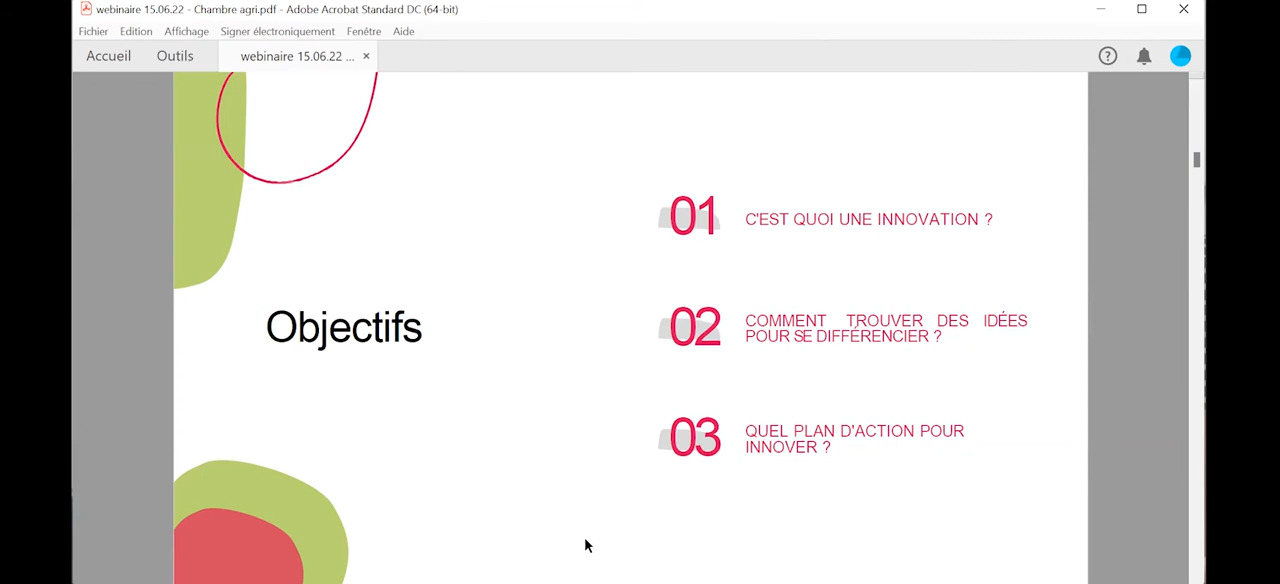 webinaire 15.06.22 - Chambre agri.pdf - Adobe Acrobat Standard DC (64-bit)
Fichier Edition Affichage Signer électroniquement Fenêtre Aide
Accueil Outils webinaire 15.06.22 ... ×
Objectifs
01 C'EST QUOI UNE INNOVATION ?
02 COMMENT TROUVER DES IDÉES
POUR SE DIFFÉRENCIER ?
03 QUEL PLAN D'ACTION POUR
INNOVER ?